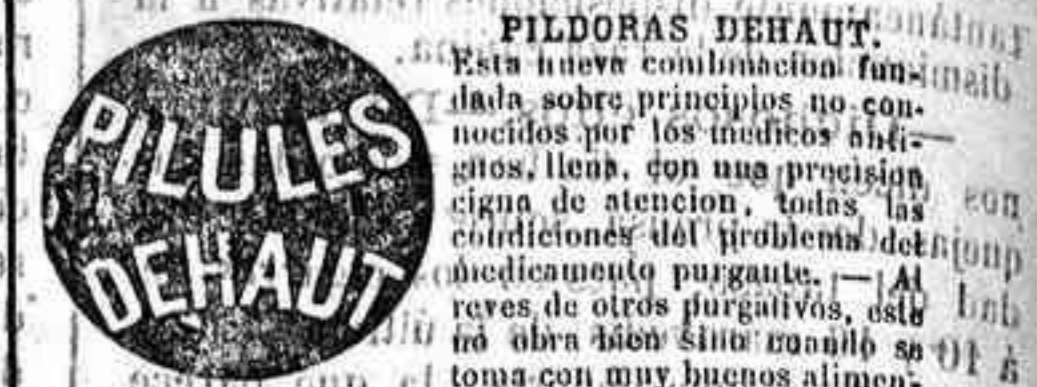 PILULES
DEHAUT
PILDORAS DEHAUT.
Esta nueva combinacion fun-
dada sobre principios no con-
nocidos por los medicos anti-
guos, llena, con una precision
digna de atencion, todas las
condiciones del problema del
medicamento purgante. — Al
reves de otros purgativos, este
no obra bien sino cuando se
toma con muy buenos alimen-